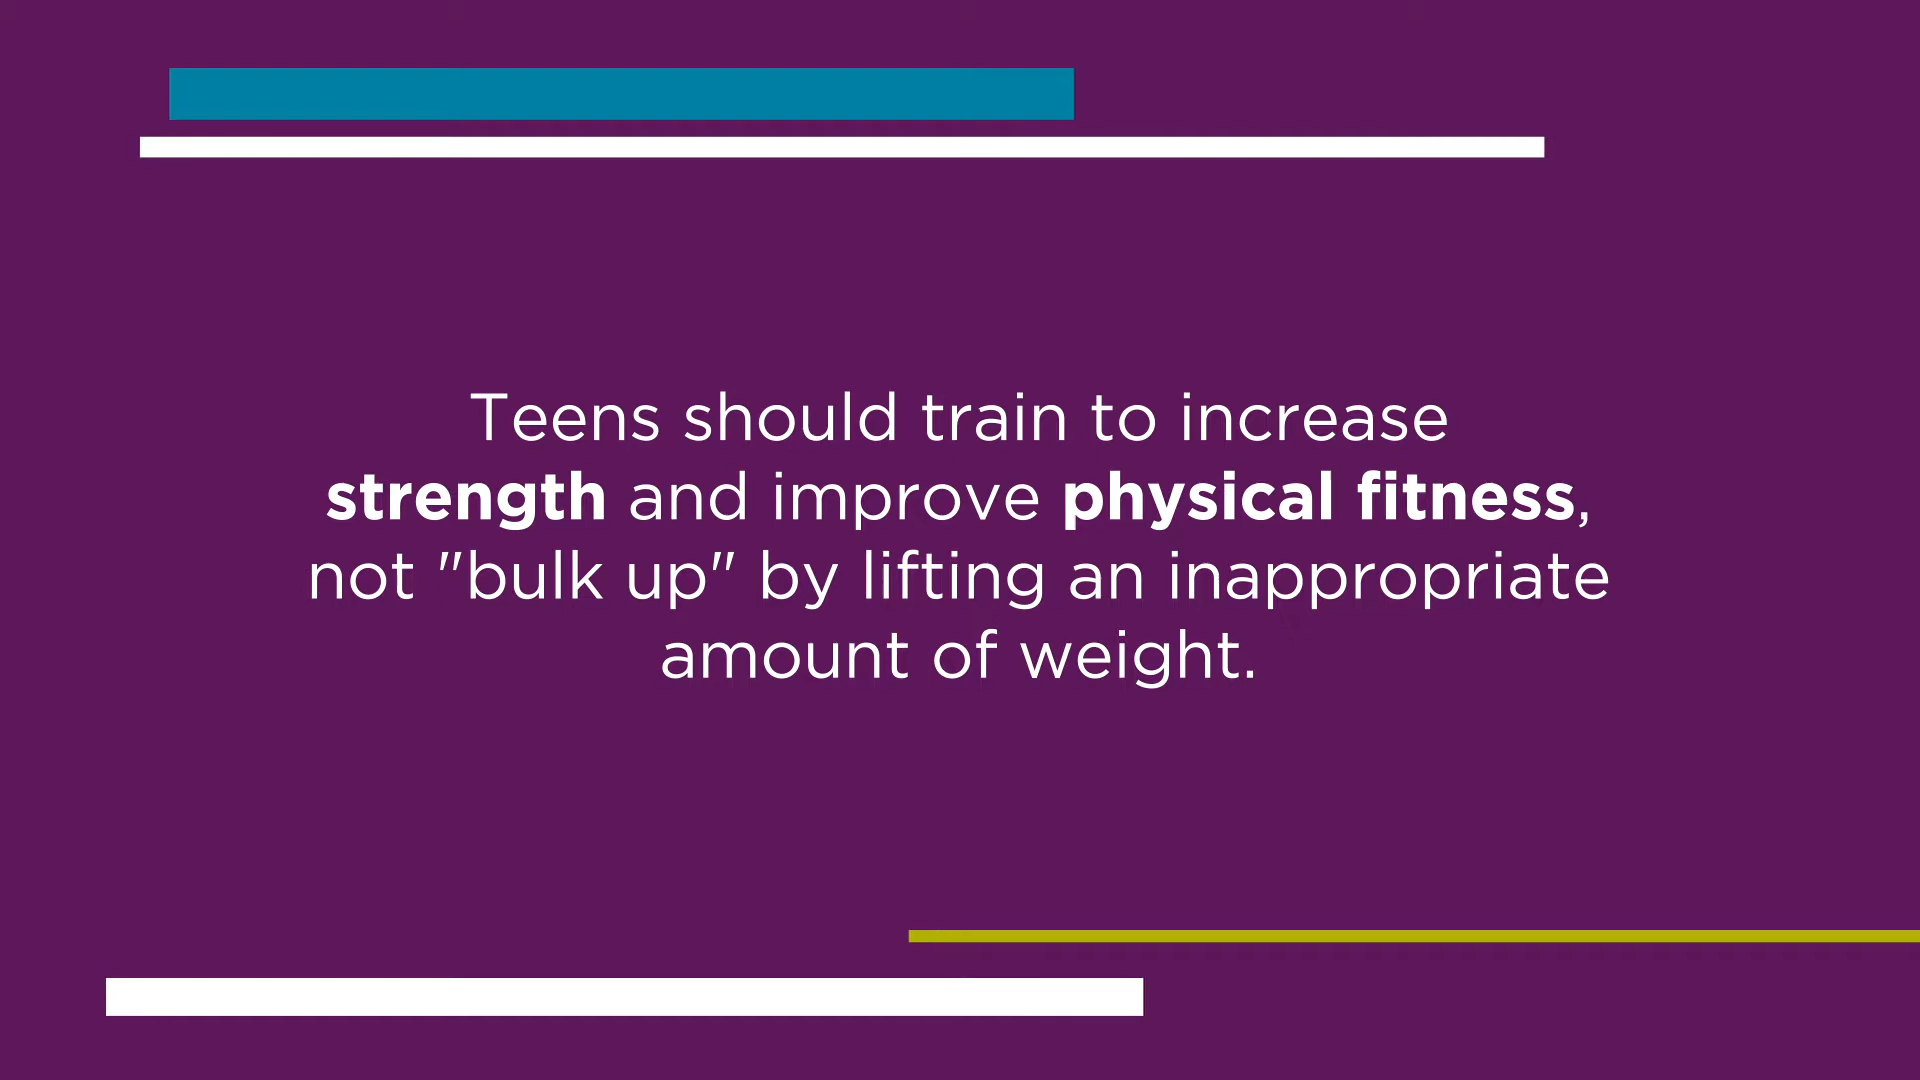 Teens should train to increase
strength and improve physical fitness,
not "bulk up" by lifting an inappropriate
amount of weight.